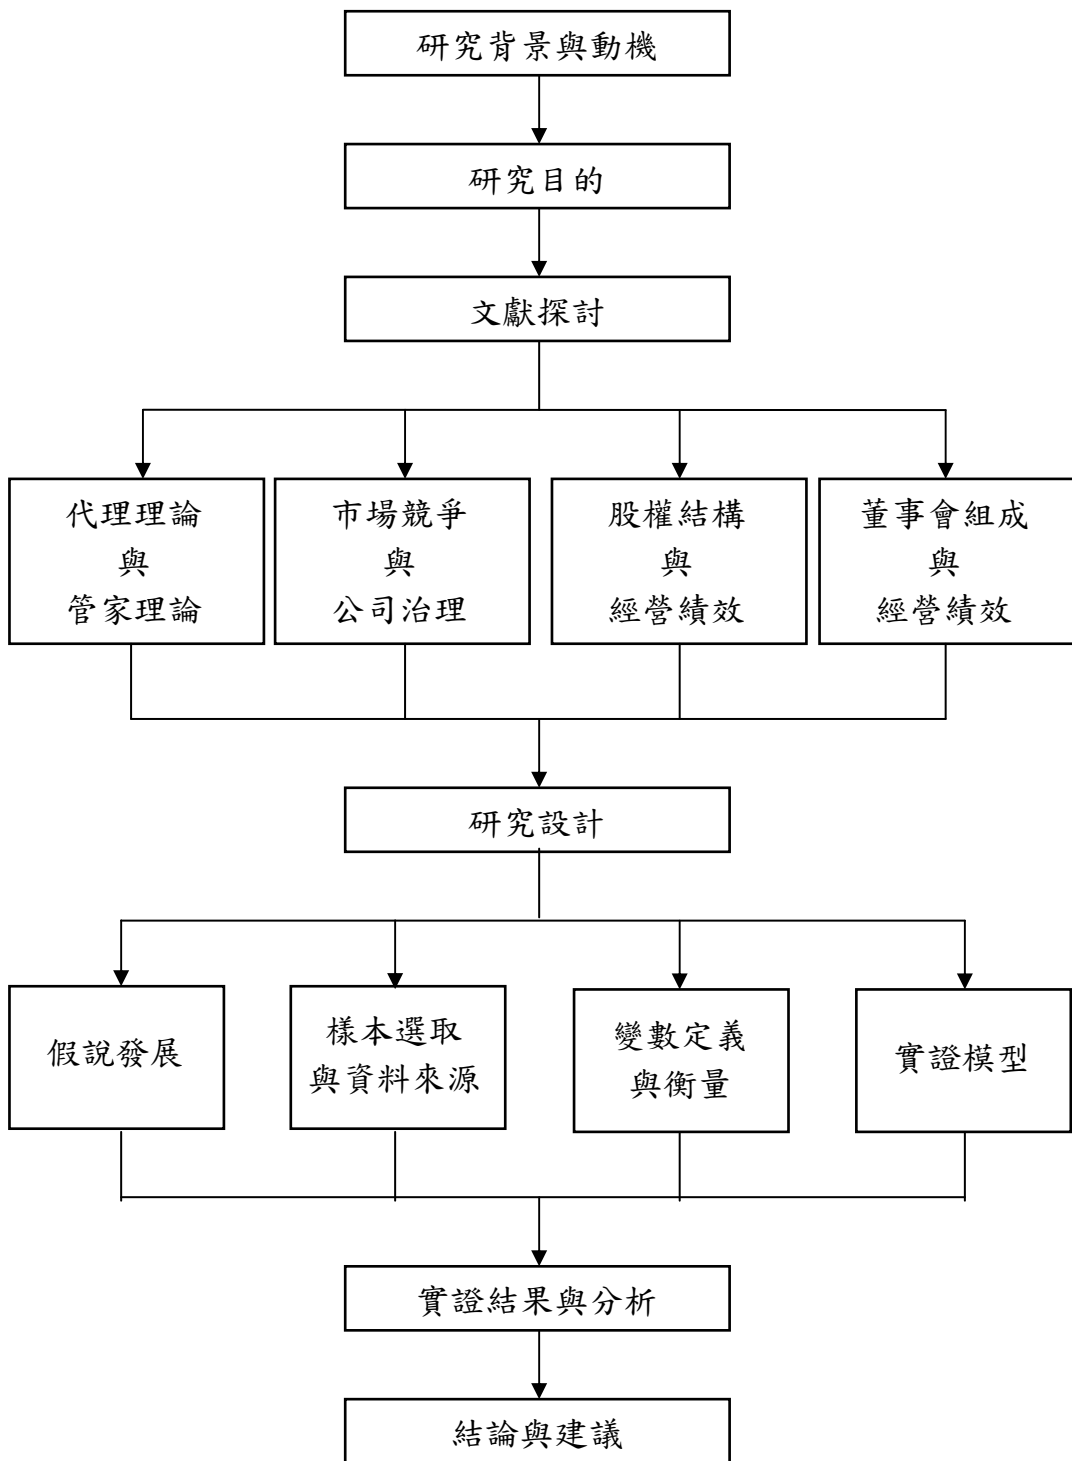 研究背景與動機
研究目的
文獻探討
代理理論
與
管家理論
市場競爭
與
公司治理
股權結構
與
經營績效
董事會組成
與
經營績效
研究設計
假說發展
樣本選取
與資料來源
變數定義
與衡量
實證模型
實證結果與分析
結論與建議